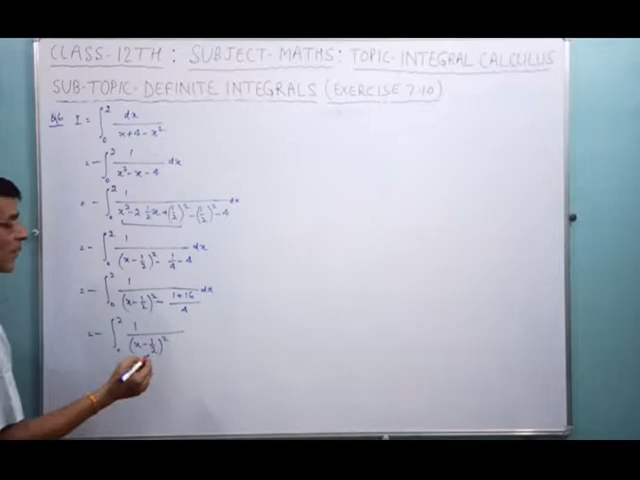 CLASS-12TH : SUBJECT-MATHS: TOPIC-INTEGRAL CALCULUS
SUB-TOPIC-DEFINITE INTEGRALS (EXERCISE 7.10)
Q6 I = ∫₀² dx/(x+4-x²)
= - ∫₀² 1/(x²-x-4) dx
= - ∫₀² 1/(x²-2·½x+(½)²-(½)²-4) dx
= - ∫₀² 1/((x-½)²-¼-4) dx
= - ∫₀² 1/((x-½)²-(1+16)/4) dx
= - ∫₀² 1/(x-½)²